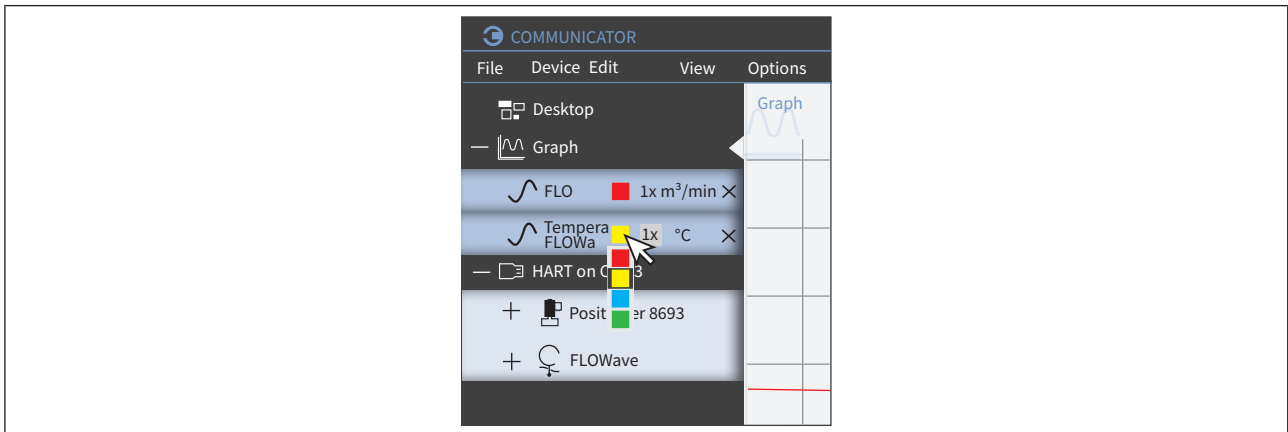 COMMUNICATOR
File Device Edit View Options
Desktop
Graph
Graph
FLO 1x m³/min
Tempera
FLOWa
1x °C
HART on C 3
Posit er 8693
FLOWave